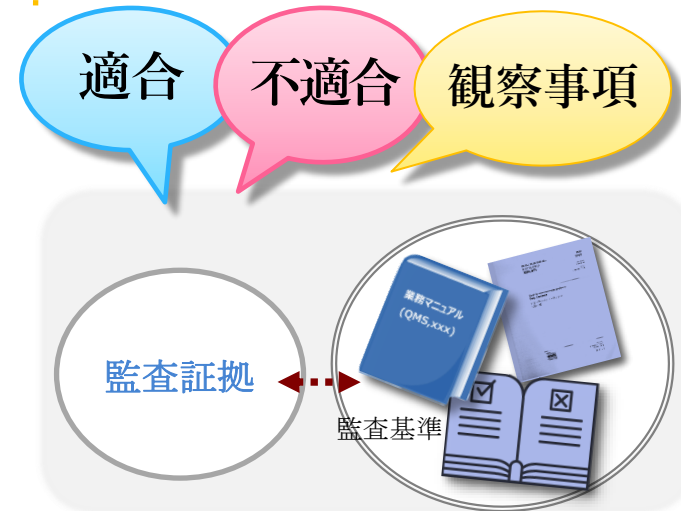 適合
不適合
観察事項
業務マニュアル
(QMS,xxx)
監査証拠
監査基準